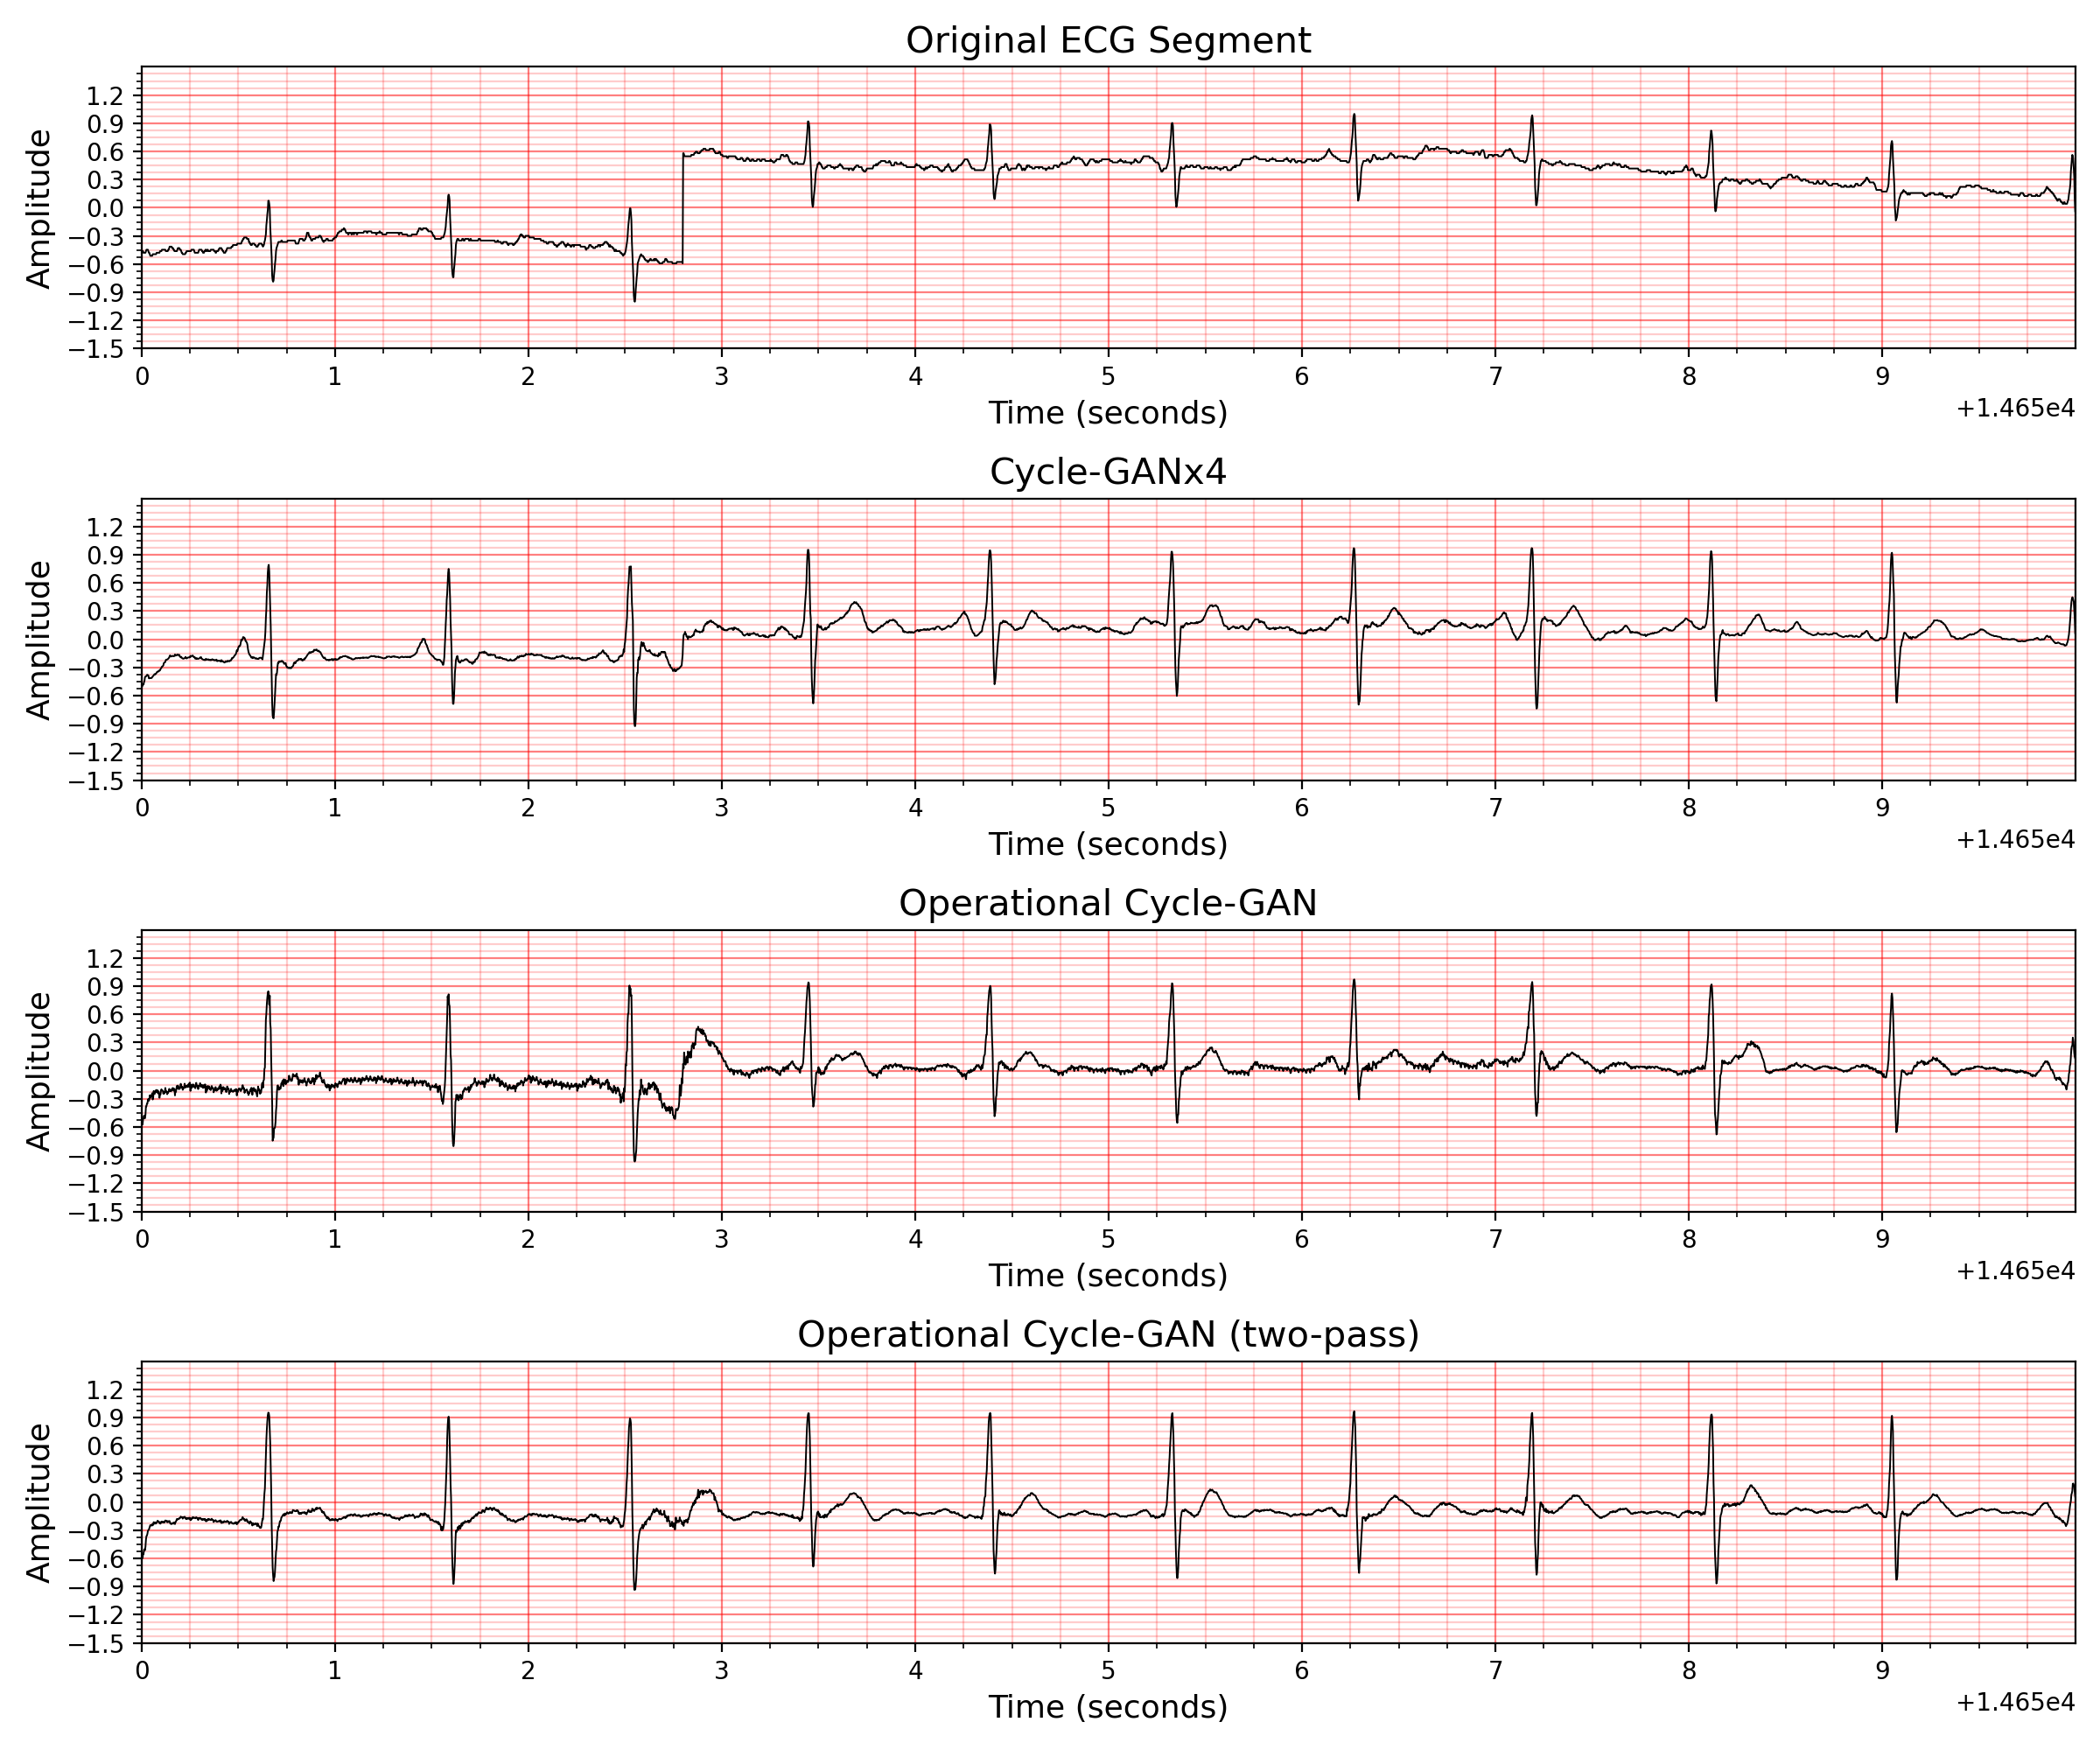 Original ECG Segment
Amplitude
1.2
0.9
0.6
0.3
0.0
−0.3
−0.6
−0.9
−1.2
−1.5
0 1 2 3 4 5 6 7 8 9
Time (seconds)
+1.465e4
Cycle-GANx4
Amplitude
1.2
0.9
0.6
0.3
0.0
−0.3
−0.6
−0.9
−1.2
−1.5
0 1 2 3 4 5 6 7 8 9
Time (seconds)
+1.465e4
Operational Cycle-GAN
Amplitude
1.2
0.9
0.6
0.3
0.0
−0.3
−0.6
−0.9
−1.2
−1.5
0 1 2 3 4 5 6 7 8 9
Time (seconds)
+1.465e4
Operational Cycle-GAN (two-pass)
Amplitude
1.2
0.9
0.6
0.3
0.0
−0.3
−0.6
−0.9
−1.2
−1.5
0 1 2 3 4 5 6 7 8 9
Time (seconds)
+1.465e4